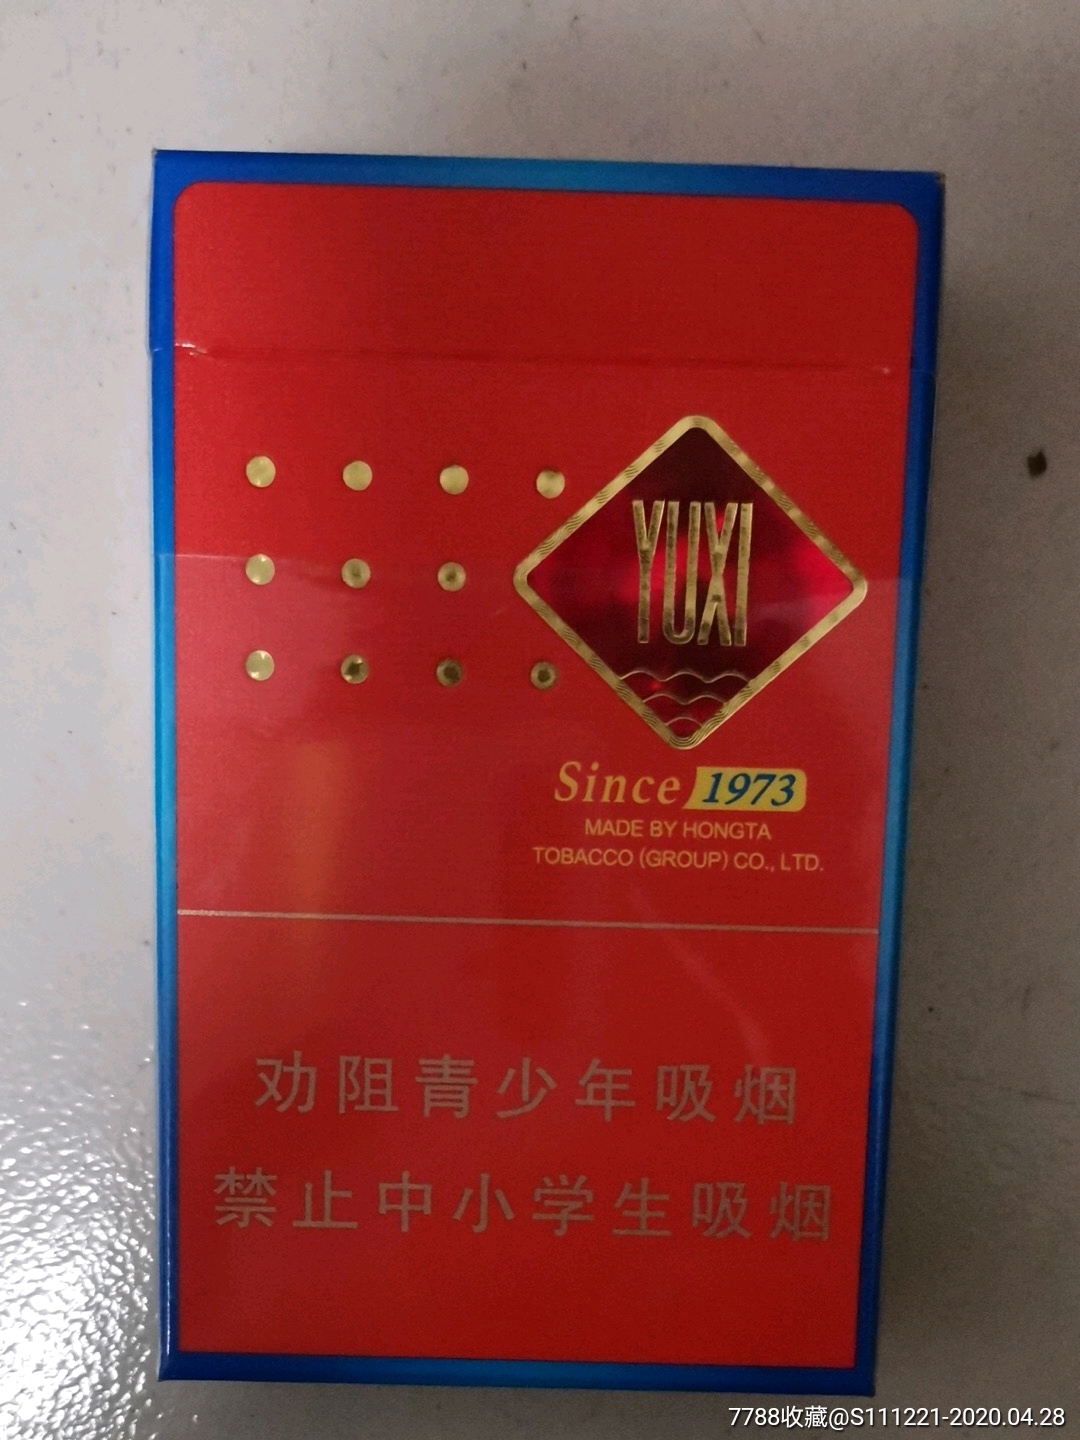 YUXI
Since 1973
MADE BY HONGTA
TOBACCO (GROUP) CO., LTD.
劝阻青少年吸烟
禁止中小学生吸烟
7788收藏@S111221-2020.04.28